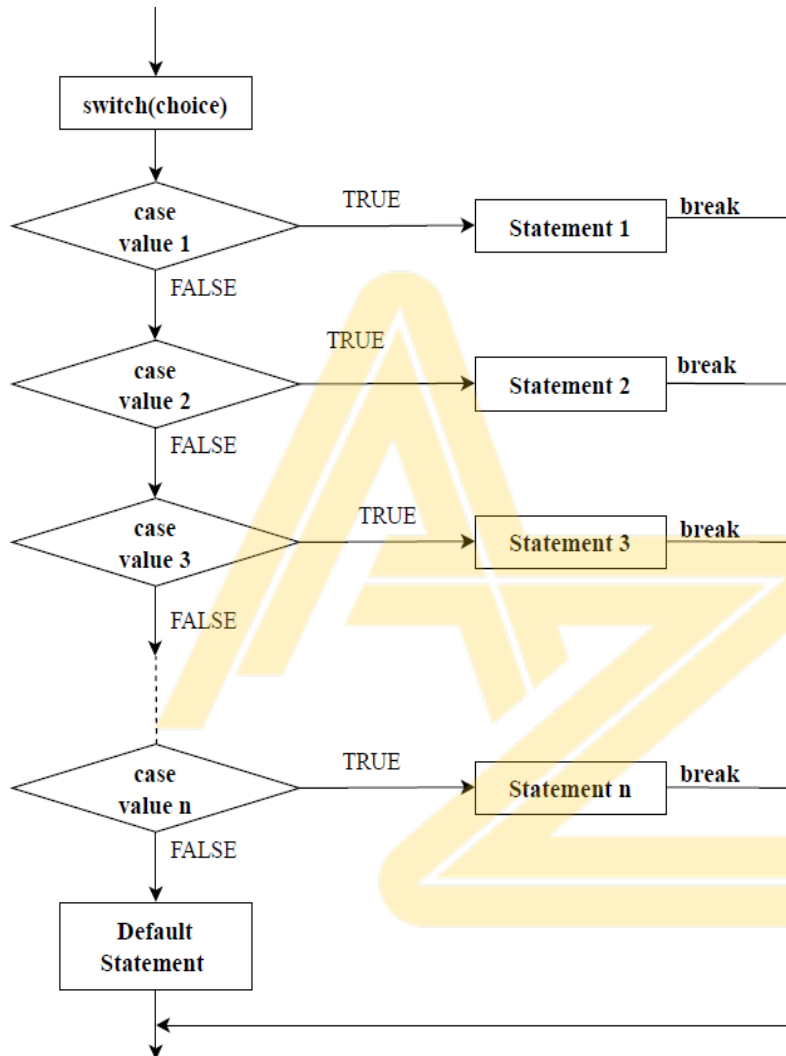 switch(choice)
case
value 1
TRUE
Statement 1
break
FALSE
case
value 2
TRUE
Statement 2
break
FALSE
case
value 3
TRUE
Statement 3
break
FALSE
case
value n
TRUE
Statement n
break
FALSE
Default
Statement
AZ